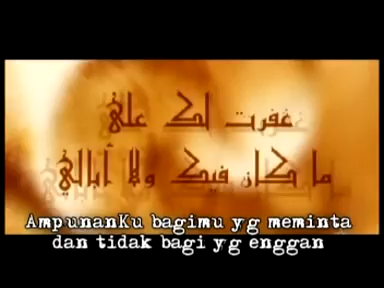 غفرت لك على
ما كان فيك ولا أبالي
AmpunanKu bagimu yg meminta
dan tidak bagi yg enggan